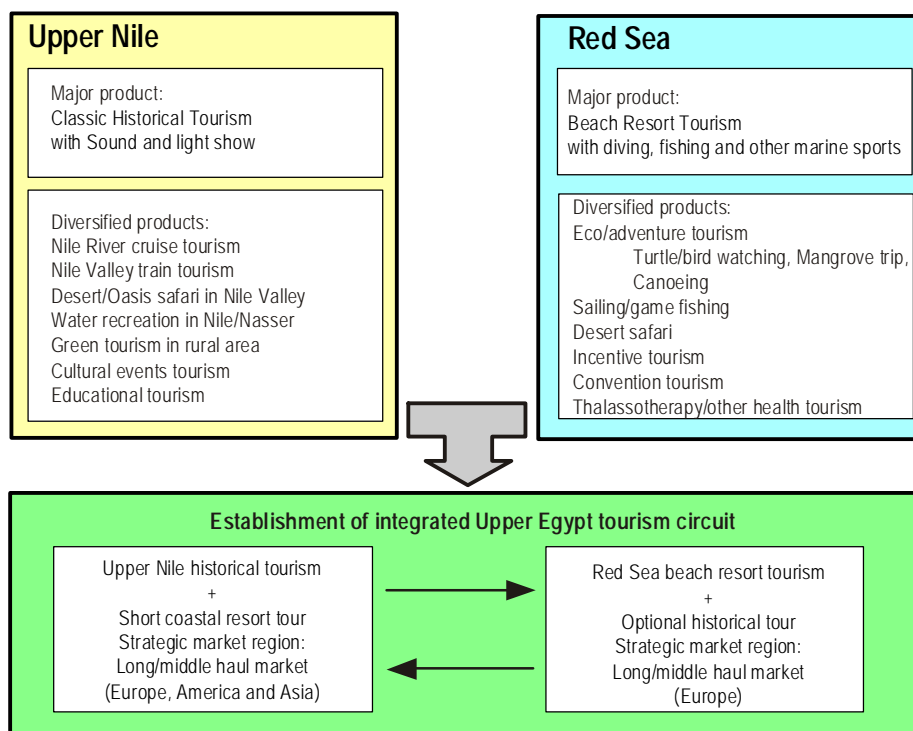 Upper Nile
Major product:
Classic Historical Tourism
with Sound and light show
Diversified products:
Nile River cruise tourism
Nile Valley train tourism
Desert/Oasis safari in Nile Valley
Water recreation in Nile/Nasser
Green tourism in rural area
Cultural events tourism
Educational tourism
Red Sea
Major product:
Beach Resort Tourism
with diving, fishing and other marine sports
Diversified products:
Eco/adventure tourism
Turtle/bird watching, Mangrove trip,
Canoeing
Sailing/game fishing
Desert safari
Incentive tourism
Convention tourism
Thalassotherapy/other health tourism
Establishment of integrated Upper Egypt tourism circuit
Upper Nile historical tourism
+
Short coastal resort tour
Strategic market region:
Long/middle haul market
(Europe, America and Asia)
Red Sea beach resort tourism
+
Optional historical tour
Strategic market region:
Long/middle haul market
(Europe)